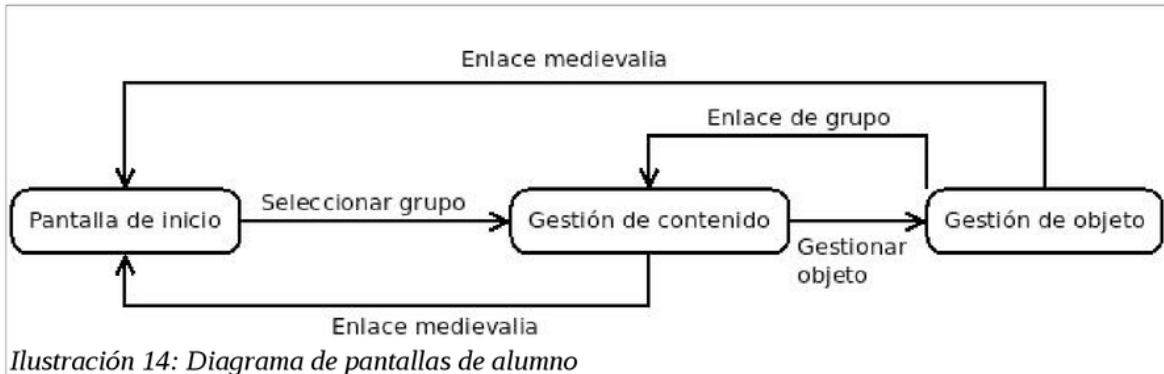 Enlace medievalia
Enlace de grupo
Pantalla de inicio
Seleccionar grupo
Gestión de contenido
Gestionar
objeto
Gestión de objeto
Enlace medievalia
Ilustración 14: Diagrama de pantallas de alumno